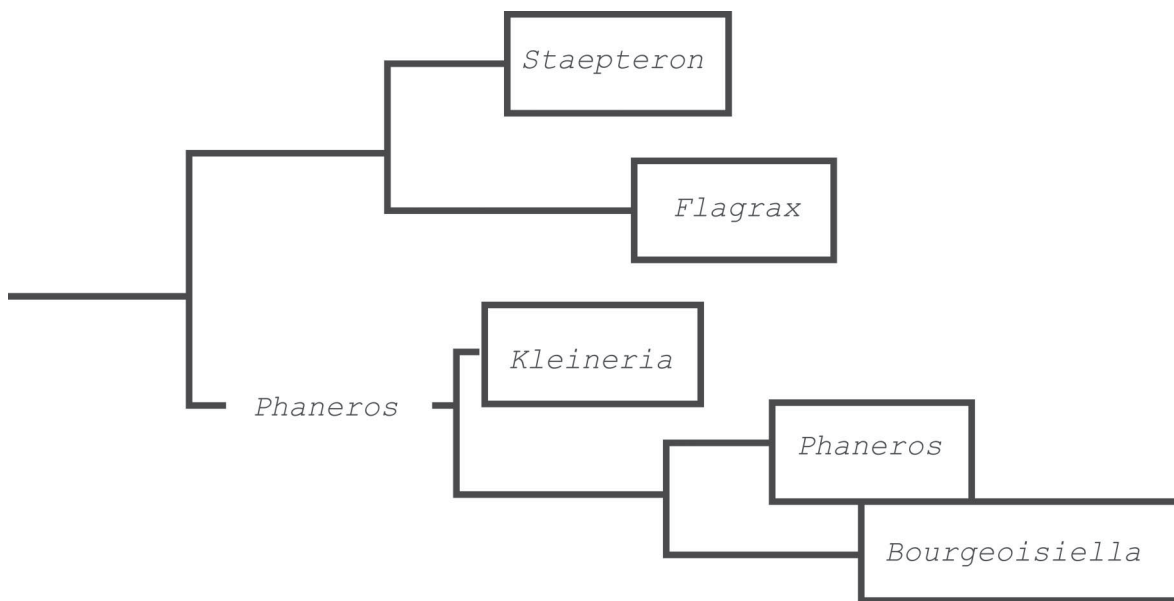 Staepteron
Flagrax
Kleineria
Phaneros
Phaneros
Bourgeoisiella